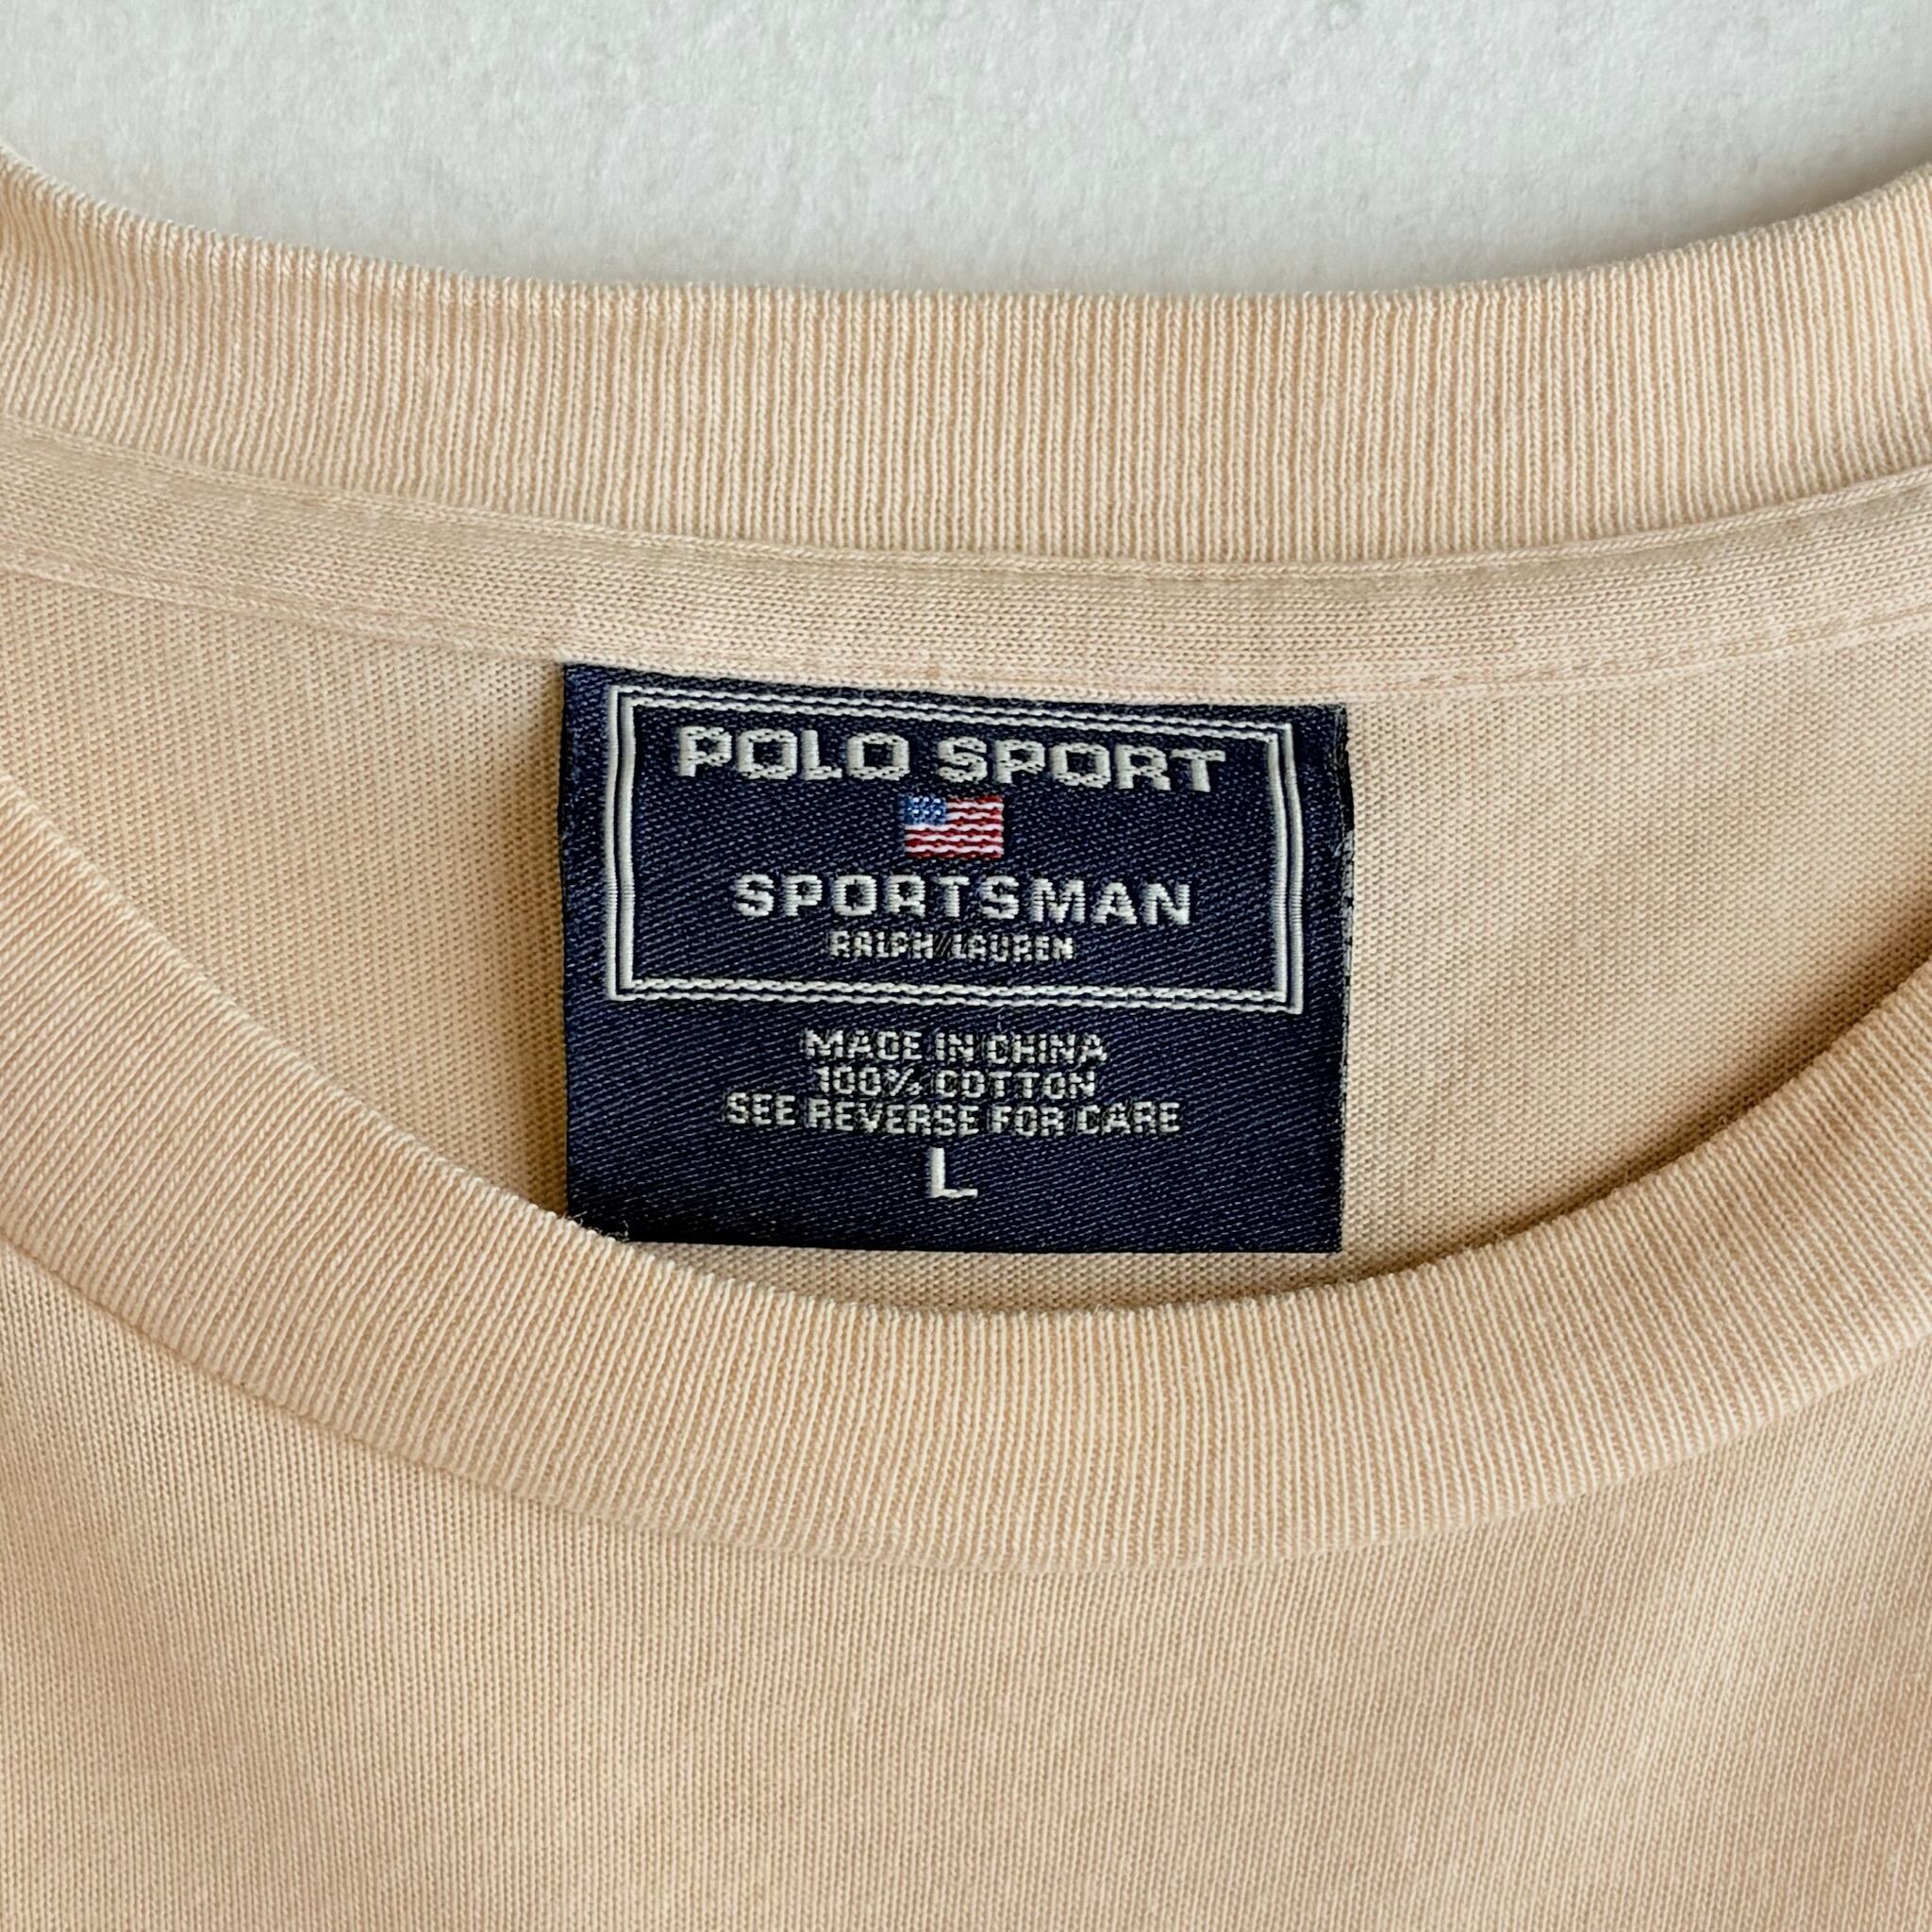 POLO SPORT
SPORTSMAN
RALPH LAUREN
MADE IN CHINA
100% COTTON
SEE REVERSE FOR CARE
L